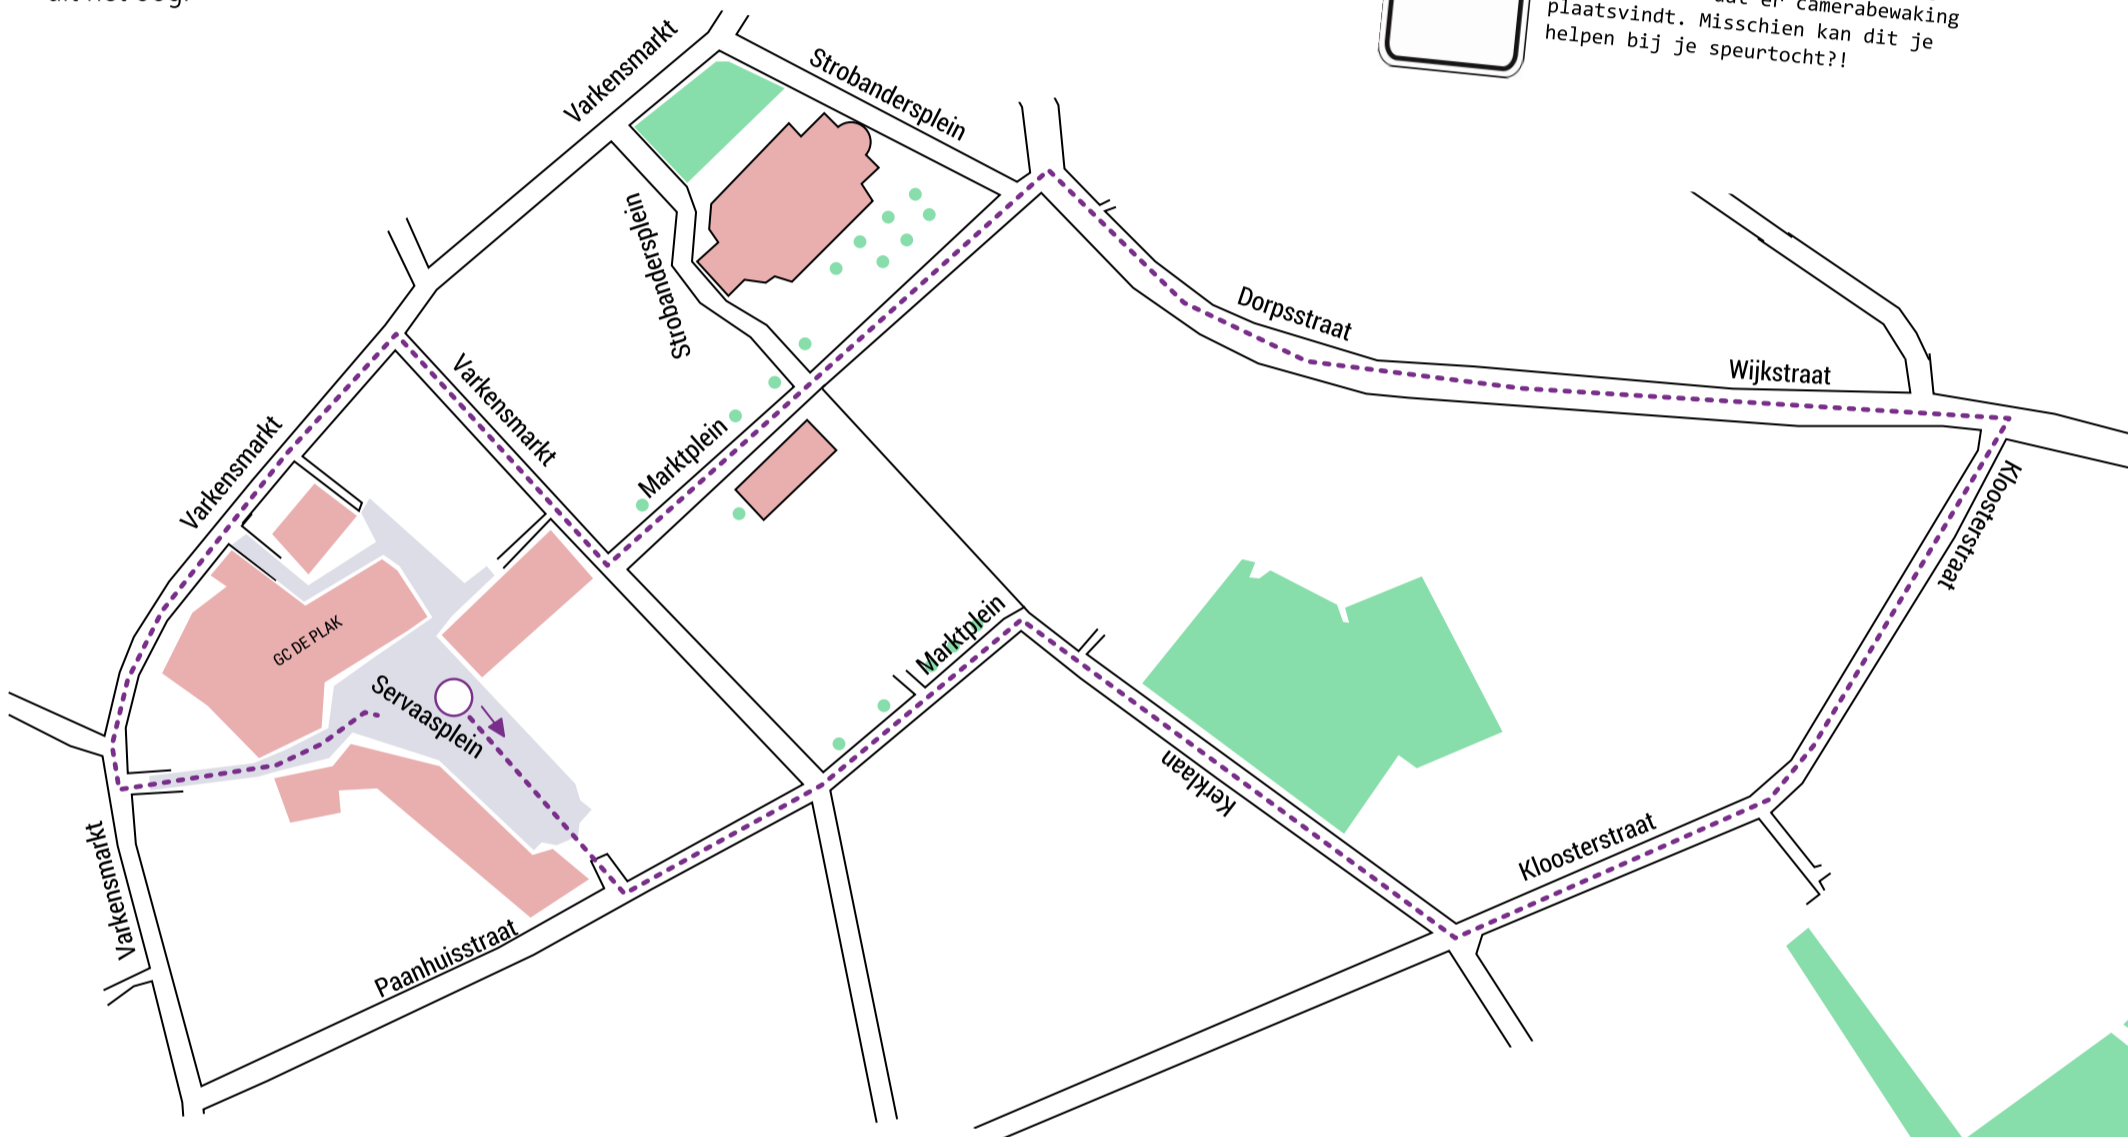 camerabewaking
plaatsvindt. Misschien kan dit je
helpen bij je speurtocht?!
Varkensmarkt
Strobandersplein
Strobandersplein
Dorpsstraat
Wijkstraat
Varkensmarkt
Varkensmarkt
Marktplein
Kloosterstraat
GC DE PLAK
Marktplein
Servaasplein
Kerklaan
Kloosterstraat
Varkensmarkt
Paanhuisstraat